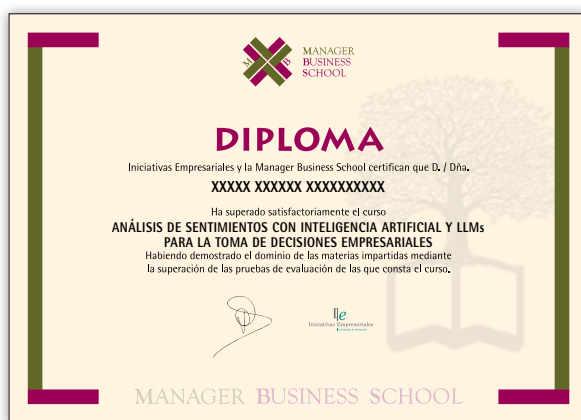 M B
MANAGER
BUSINESS
SCHOOL
DIPLOMA
Iniciativas Empresariales y la Manager Business School certifican que D. / Dña.
XXXXX XXXXXX XXXXXXXXXX
Ha superado satisfactoriamente el curso
ANÁLISIS DE SENTIMIENTOS CON INTELIGENCIA ARTIFICIAL Y LLMs
PARA LA TOMA DE DECISIONES EMPRESARIALES
Habiendo demostrado el dominio de las materias impartidas mediante
la superación de las pruebas de evaluación de las que consta el curso.
Iniciativas Empresariales
MANAGER BUSINESS SCHOOL